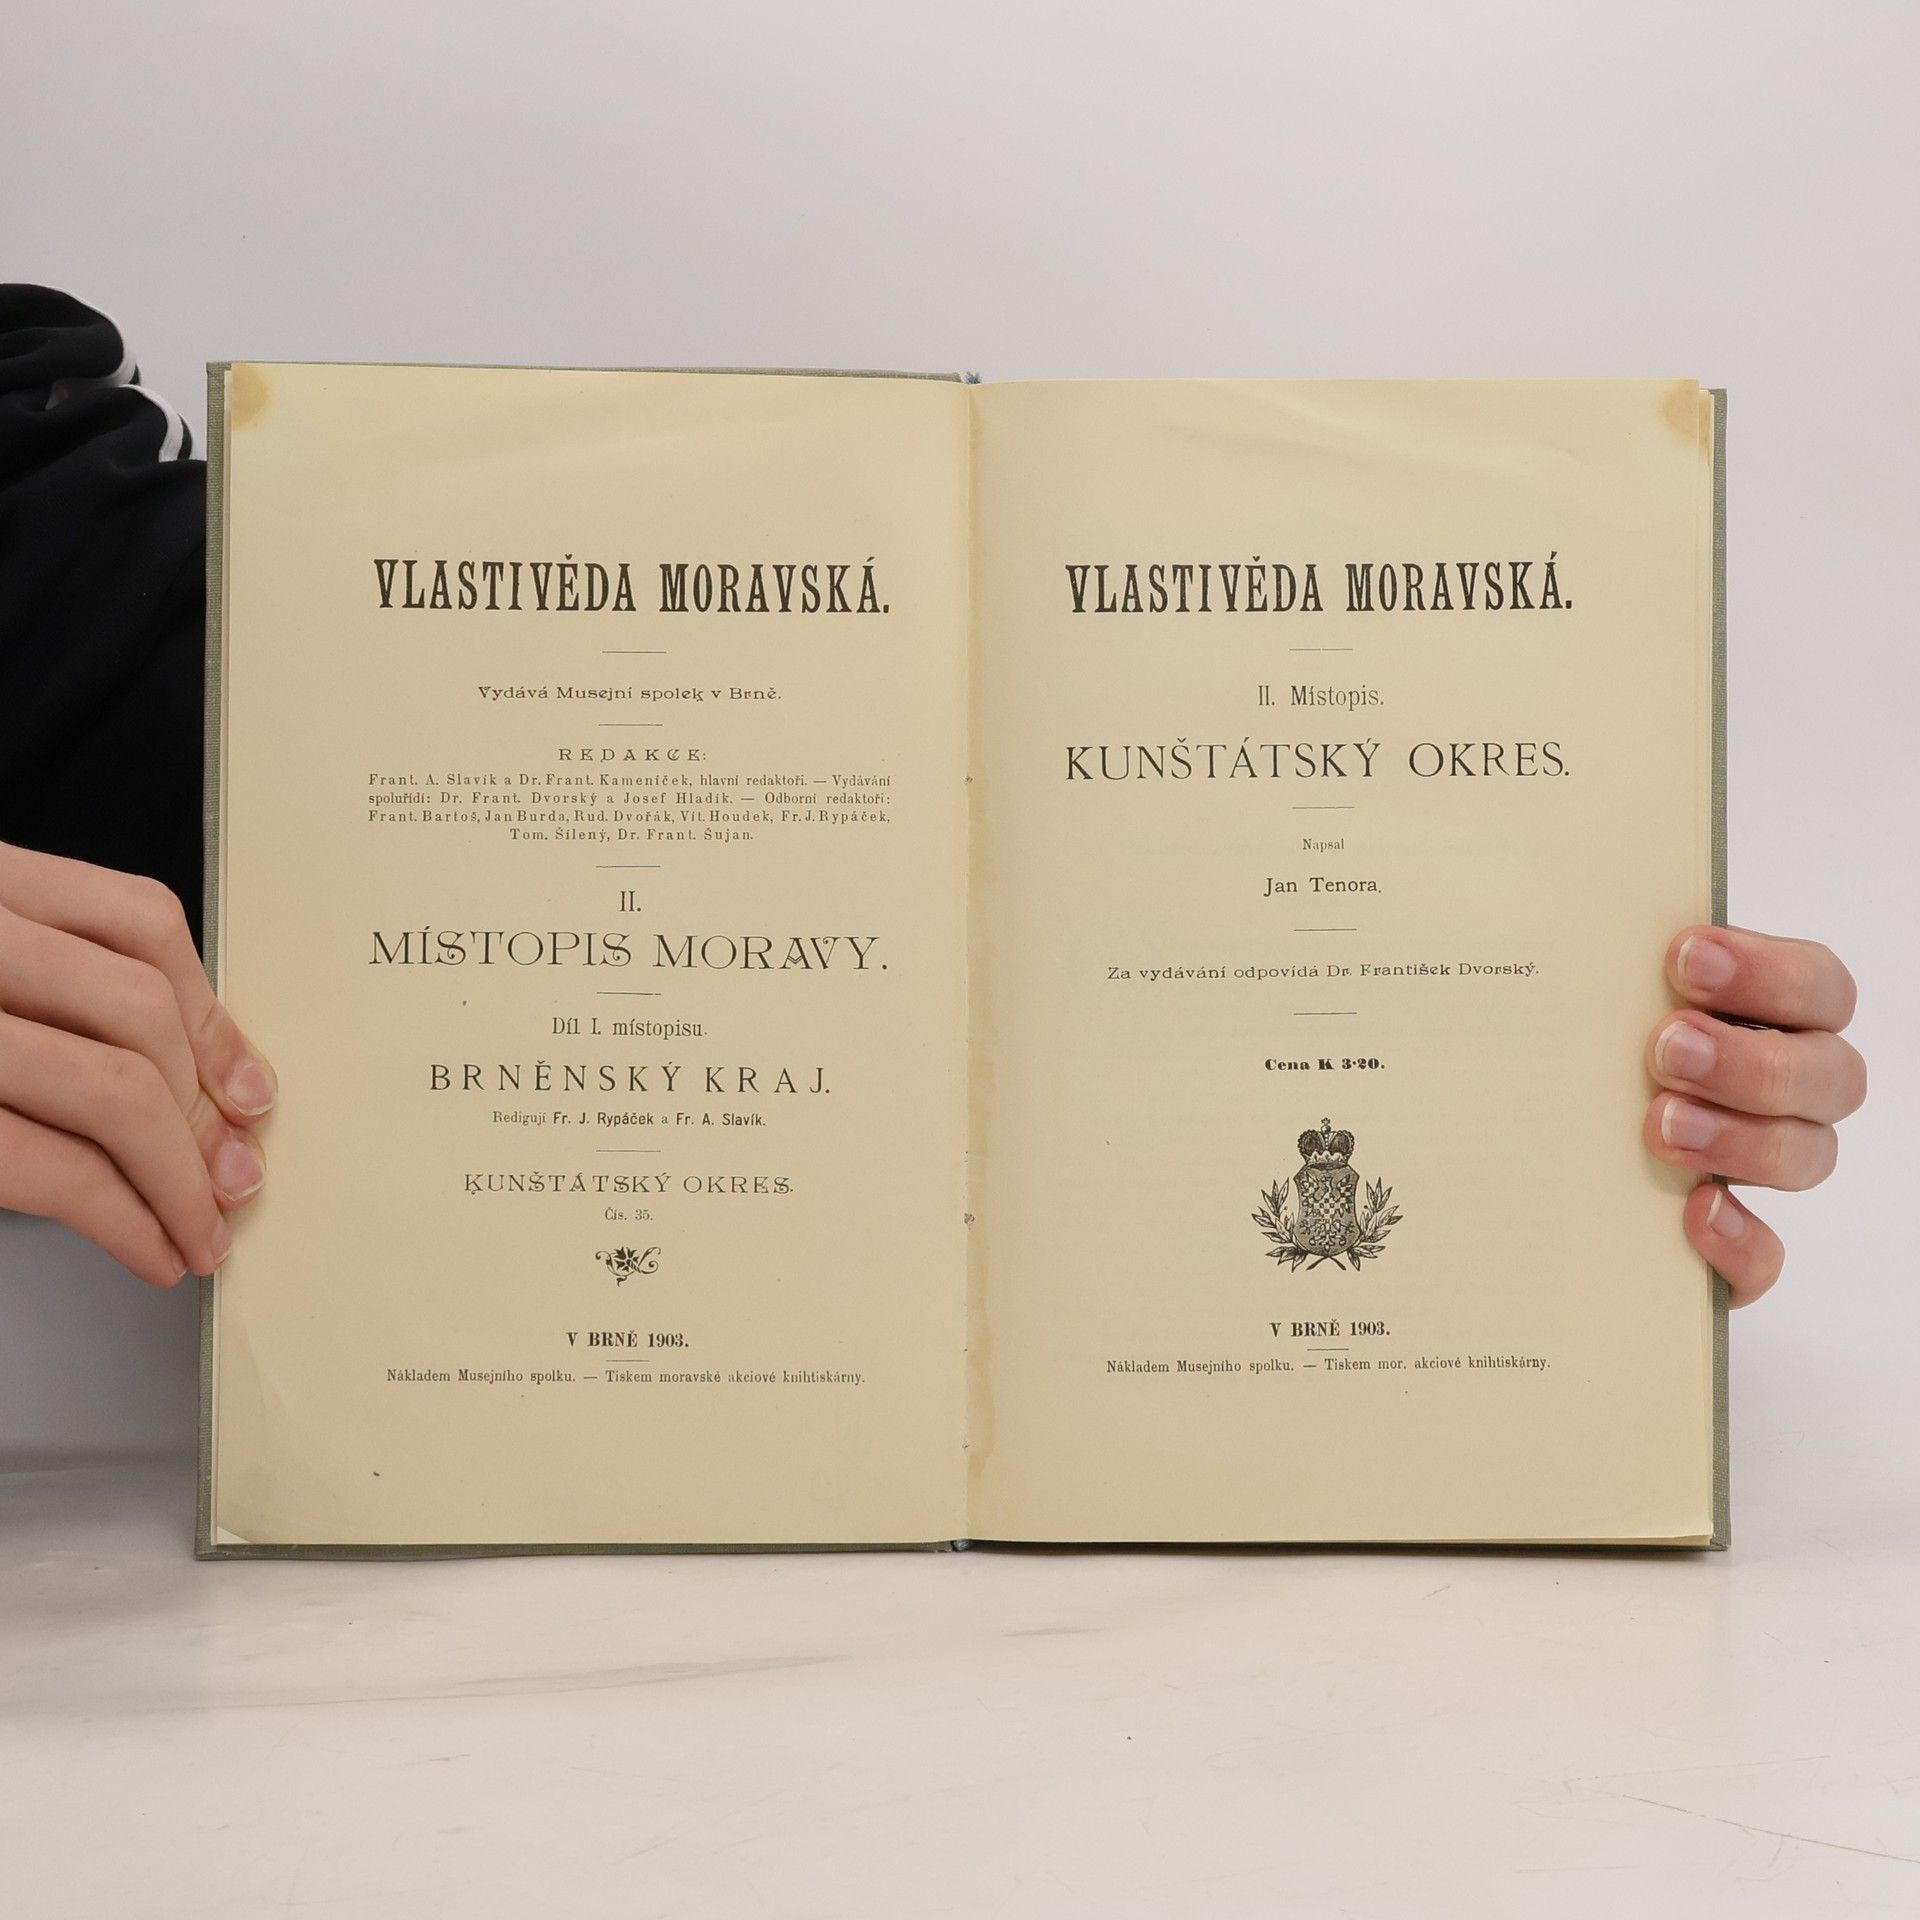 VLASTIVĚDA MORAVSKÁ.
Vydává Musejní spolek v Brně.
REDAKCE:
Frant. A. Slavík a Dr. Frant. Kameníček, hlavní redaktoři. — Vydávání
spoluřídí: Dr. Frant. Dvorský a Josef Hladík. — Odborní redaktoři:
Frant. Bartoš, Jan Burda, Rud. Dvořák, Vit. Houdek, Fr. J. Rypáček,
Tom. Šílený, Dr. Frant. Šujan.
II.
MÍSTOPIS MORAVY.
Díl I. místopisu.
BRNĚNSKÝ KRAJ.
Redigují Fr. J. Rypáček a Fr. A. Slavík.
KUNŠTÁTSKÝ OKRES.
Čís. 35.
V BRNĚ 1903.
Nákladem Musejního spolku. — Tiskem moravské akciové knihtiskárny.
VLASTIVĚDA MORAVSKÁ.
II. Místopis.
KUNŠTÁTSKÝ OKRES.
Napsal
Jan Tenora.
Za vydávání odpovídá Dr. František Dvorský.
Cena K 3·20.
V BRNĚ 1903.
Nákladem Musejního spolku. — Tiskem mor. akciové knihtiskárny.